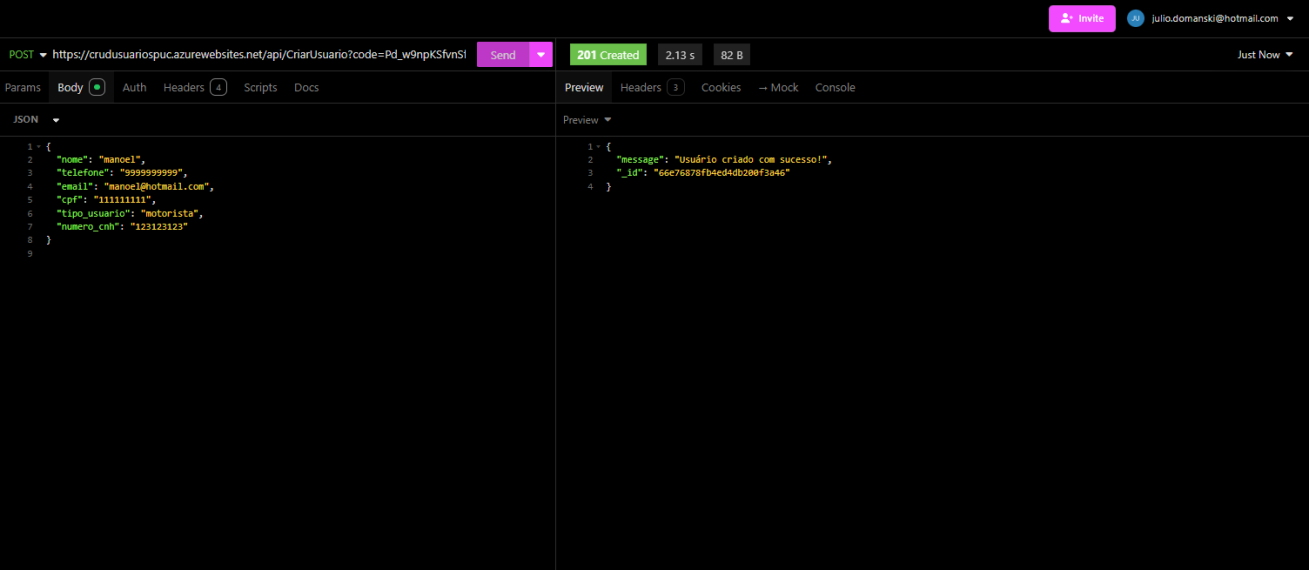 Invite JU julio.domanski@hotmail.com
POST https://crudusuariospuc.azurewebsites.net/api/CriarUsuario?code=Pd_w9npKSfvnSf Send 201 Created 2.13 s 82 B Just Now
Params Body Auth Headers 4 Scripts Docs Preview Headers 3 Cookies → Mock Console
JSON Preview
1 {
2 "nome": "manoel",
3 "telefone": "9999999999",
4 "email": "manoel@hotmail.com",
5 "cpf": "111111111",
6 "tipo_usuario": "motorista",
7 "numero_cnh": "123123123"
8 }
9
1 {
2 "message": "Usuário criado com sucesso!",
3 "_id": "66e76878fb4ed4db200f3a46"
4 }